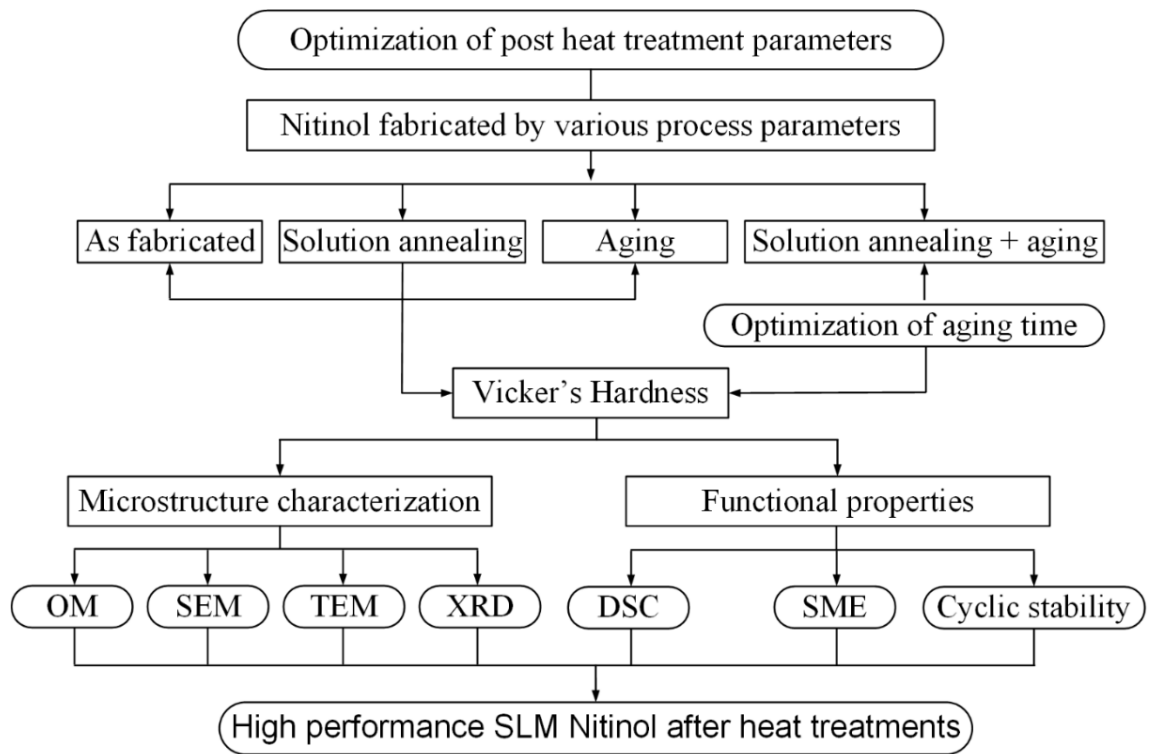 Optimization of post heat treatment parameters
Nitinol fabricated by various process parameters
As fabricated
Solution annealing
Aging
Solution annealing + aging
Optimization of aging time
Vicker’s Hardness
Microstructure characterization
Functional properties
OM
SEM
TEM
XRD
DSC
SME
Cyclic stability
High performance SLM Nitinol after heat treatments